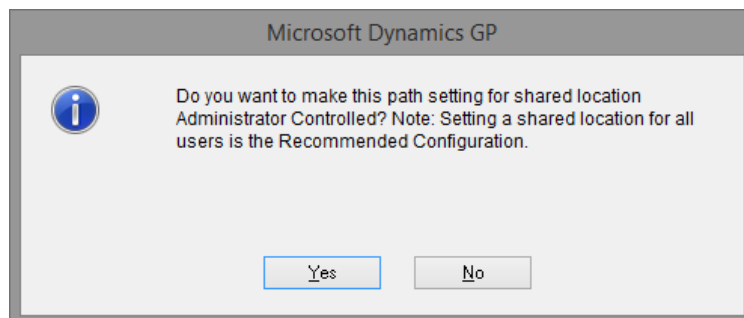 Microsoft Dynamics GP
Do you want to make this path setting for shared location
Administrator Controlled? Note: Setting a shared location for all
users is the Recommended Configuration.
Yes
No